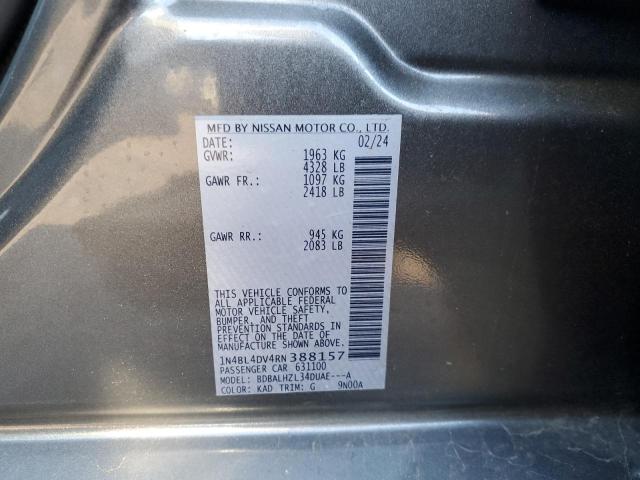 MFD BY NISSAN MOTOR CO., LTD.
DATE: 02/24
GVWR: 1963 KG
4328 LB
GAWR FR.: 1097 KG
2418 LB
GAWR RR.: 945 KG
2083 LB
THIS VEHICLE CONFORMS TO
ALL APPLICABLE FEDERAL
MOTOR VEHICLE SAFETY,
BUMPER, AND THEFT
PREVENTION STANDARDS IN
EFFECT ON THE DATE OF
MANUFACTURE SHOWN ABOVE.
1N4BL4DV4RN388157
PASSENGER CAR 631100
MODEL: BDBALHZL34DUAE---A
COLOR: KAD TRIM: G 9N00A